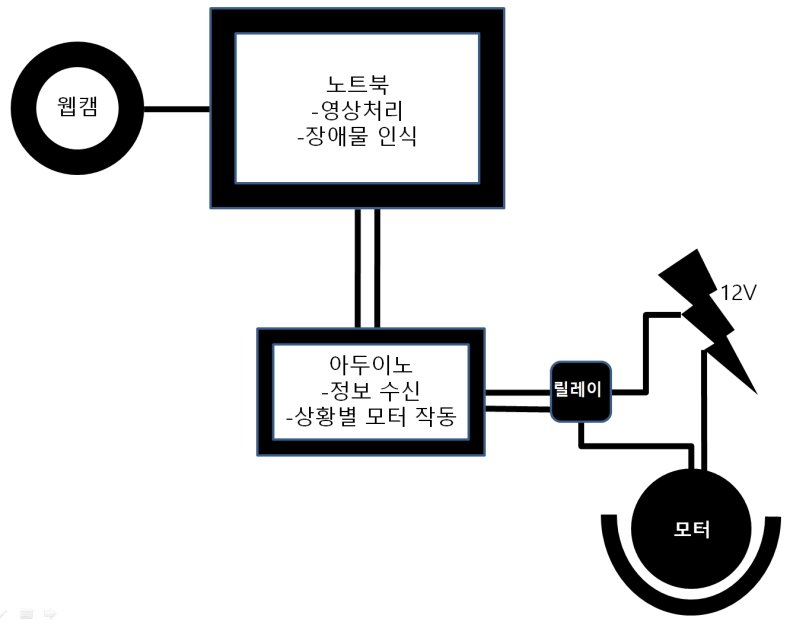 웹캠
노트북
-영상처리
-장애물 인식
12V
아두이노
-정보 수신
-상황별 모터 작동
릴레이
모터